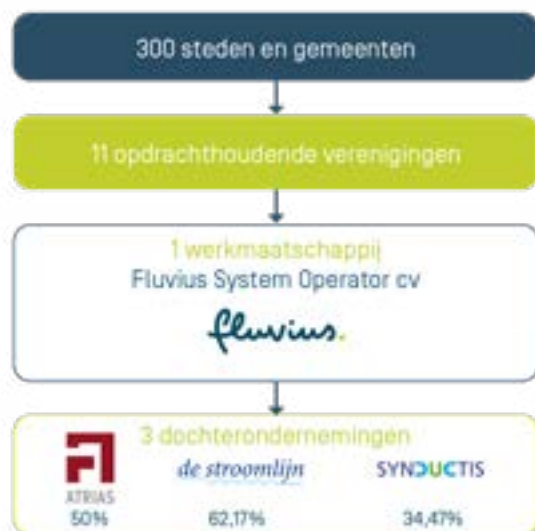 300 steden en gemeenten
11 opdrachthoudende verenigingen
1 werkmaatschappij
Fluvius System Operator cv
fluvius.
3 dochterondernemingen
ATRIAS
de stroomlijn
SYNDUCTIS
50%
62,17%
34,47%